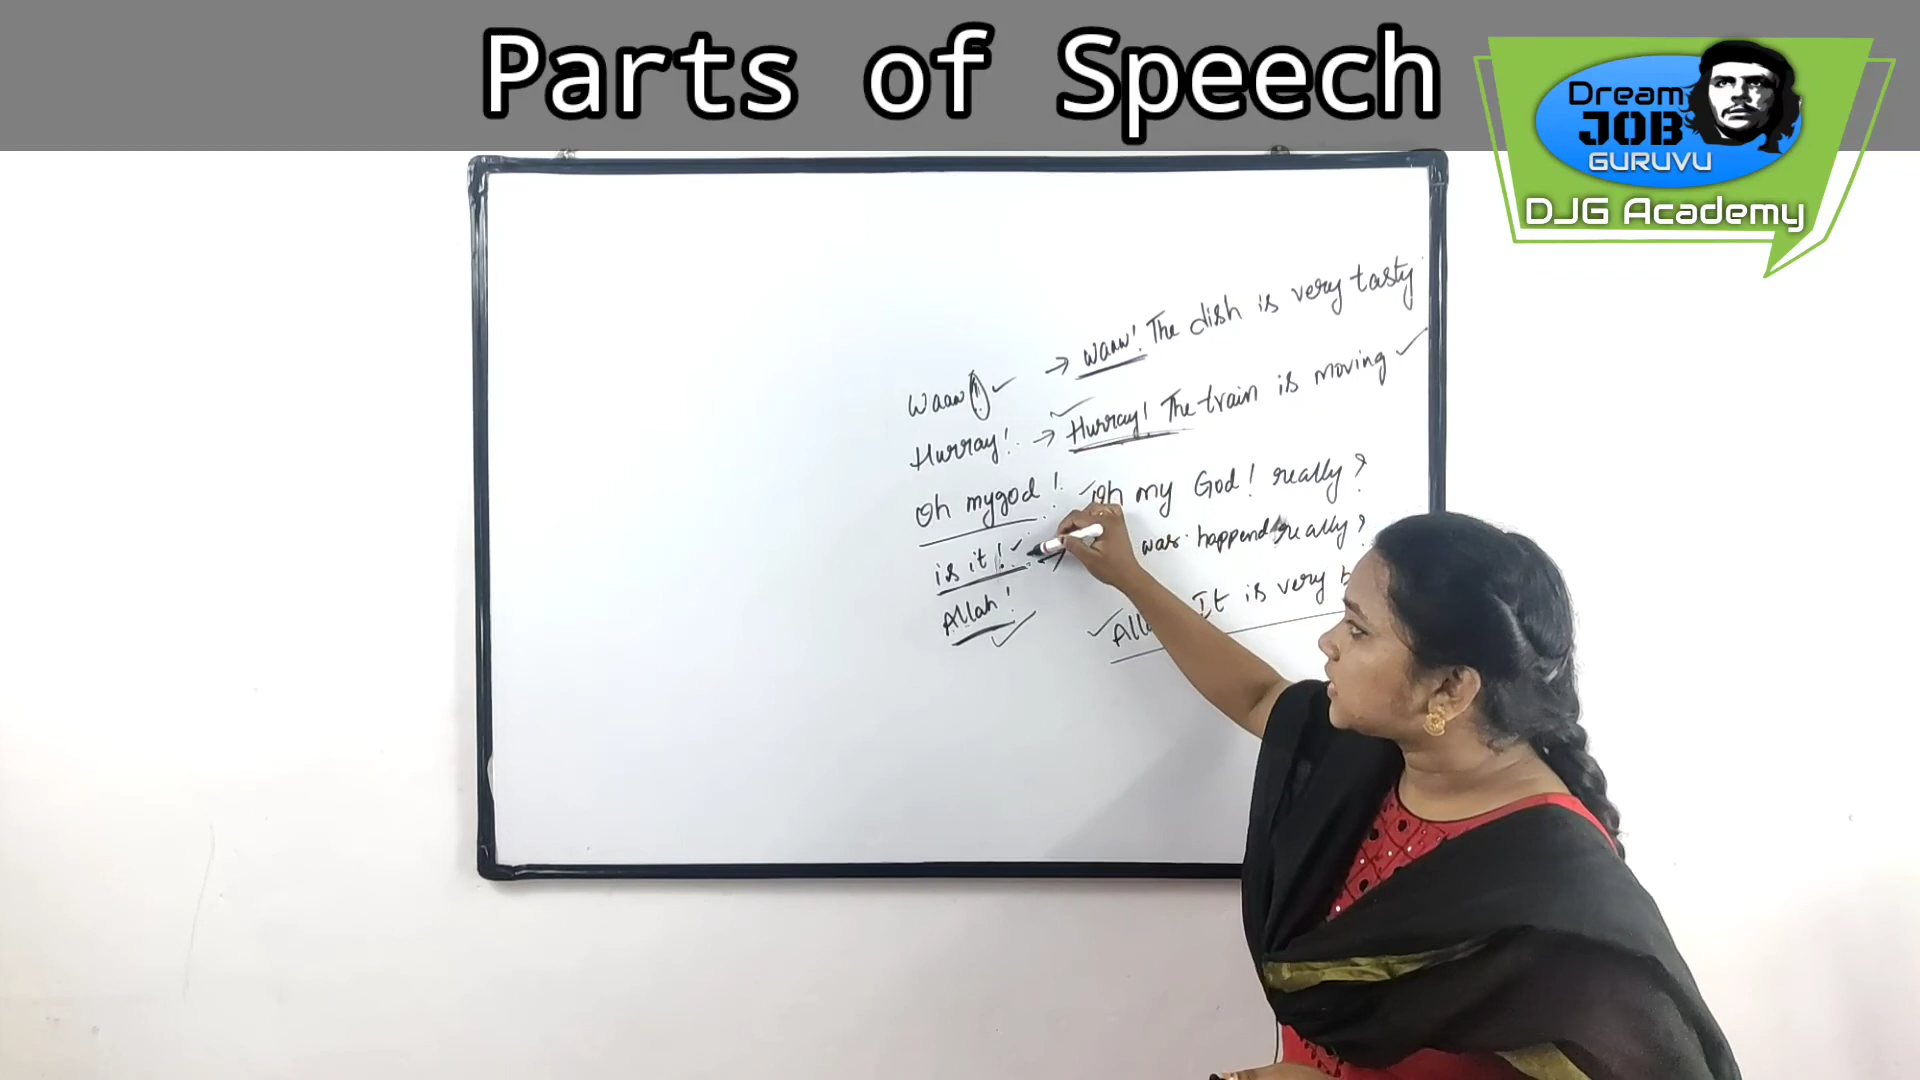 Parts of Speech
Dream
JOB
GURUVU
DJG Academy
Waaw! → Waaw! The dish is very tasty.
Hurray! → Hurray! The train is moving
Oh mygod! Oh my God! really?
is it! → was happend really?
Allah! It is very